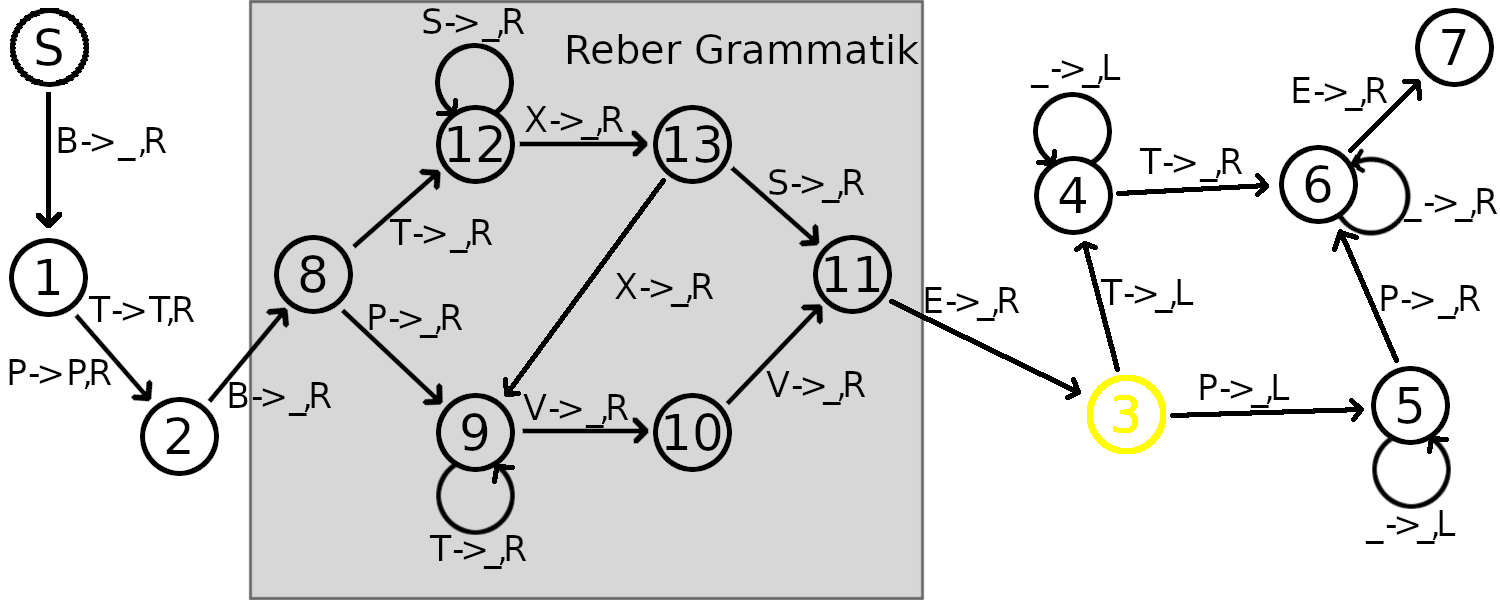 S
B->_,R
1
T->T,R
P->P,R
2
B->_,R
Reber Grammatik
8
T->_,R
P->_,R
S->_,R
12
X->_,R
13
S->_,R
X->_,R
11
9
V->_,R
10
V->_,R
T->_,R
E->_,R
3
T->_,L
P->_,L
_->_,L
4
T->_,R
5
_->_,L
P->_,R
6
_->_,R
E->_,R
7